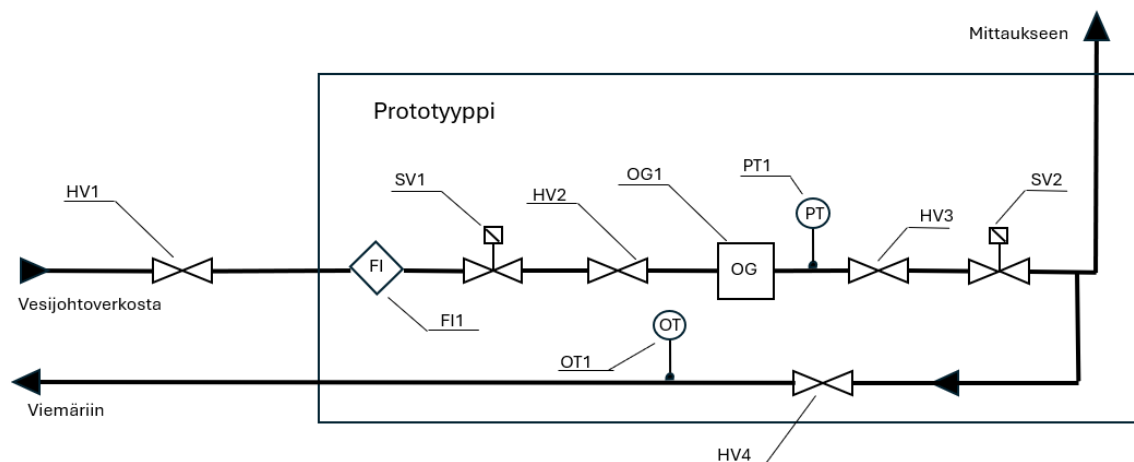 Mittaukseen
Prototyyppi
HV1
SV1
HV2
OG1
PT1
SV2
HV3
PT
FI
OG
Vesijohtoverkosta
FI1
OT
OT1
Viemäriin
HV4